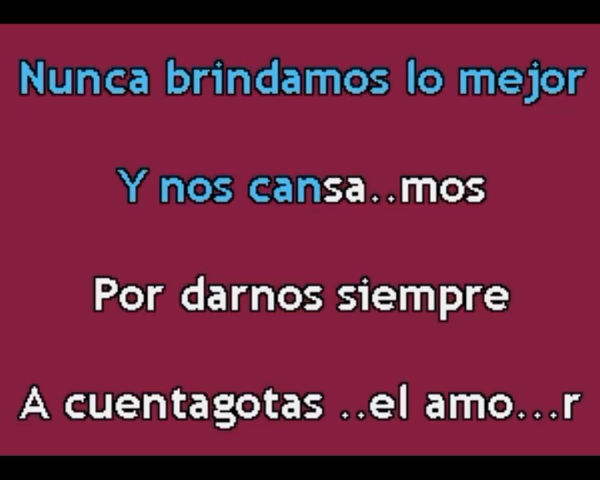 Nunca brindamos lo mejor
Y nos cansa..mos
Por darnos siempre
A cuentagotas ..el amo...r